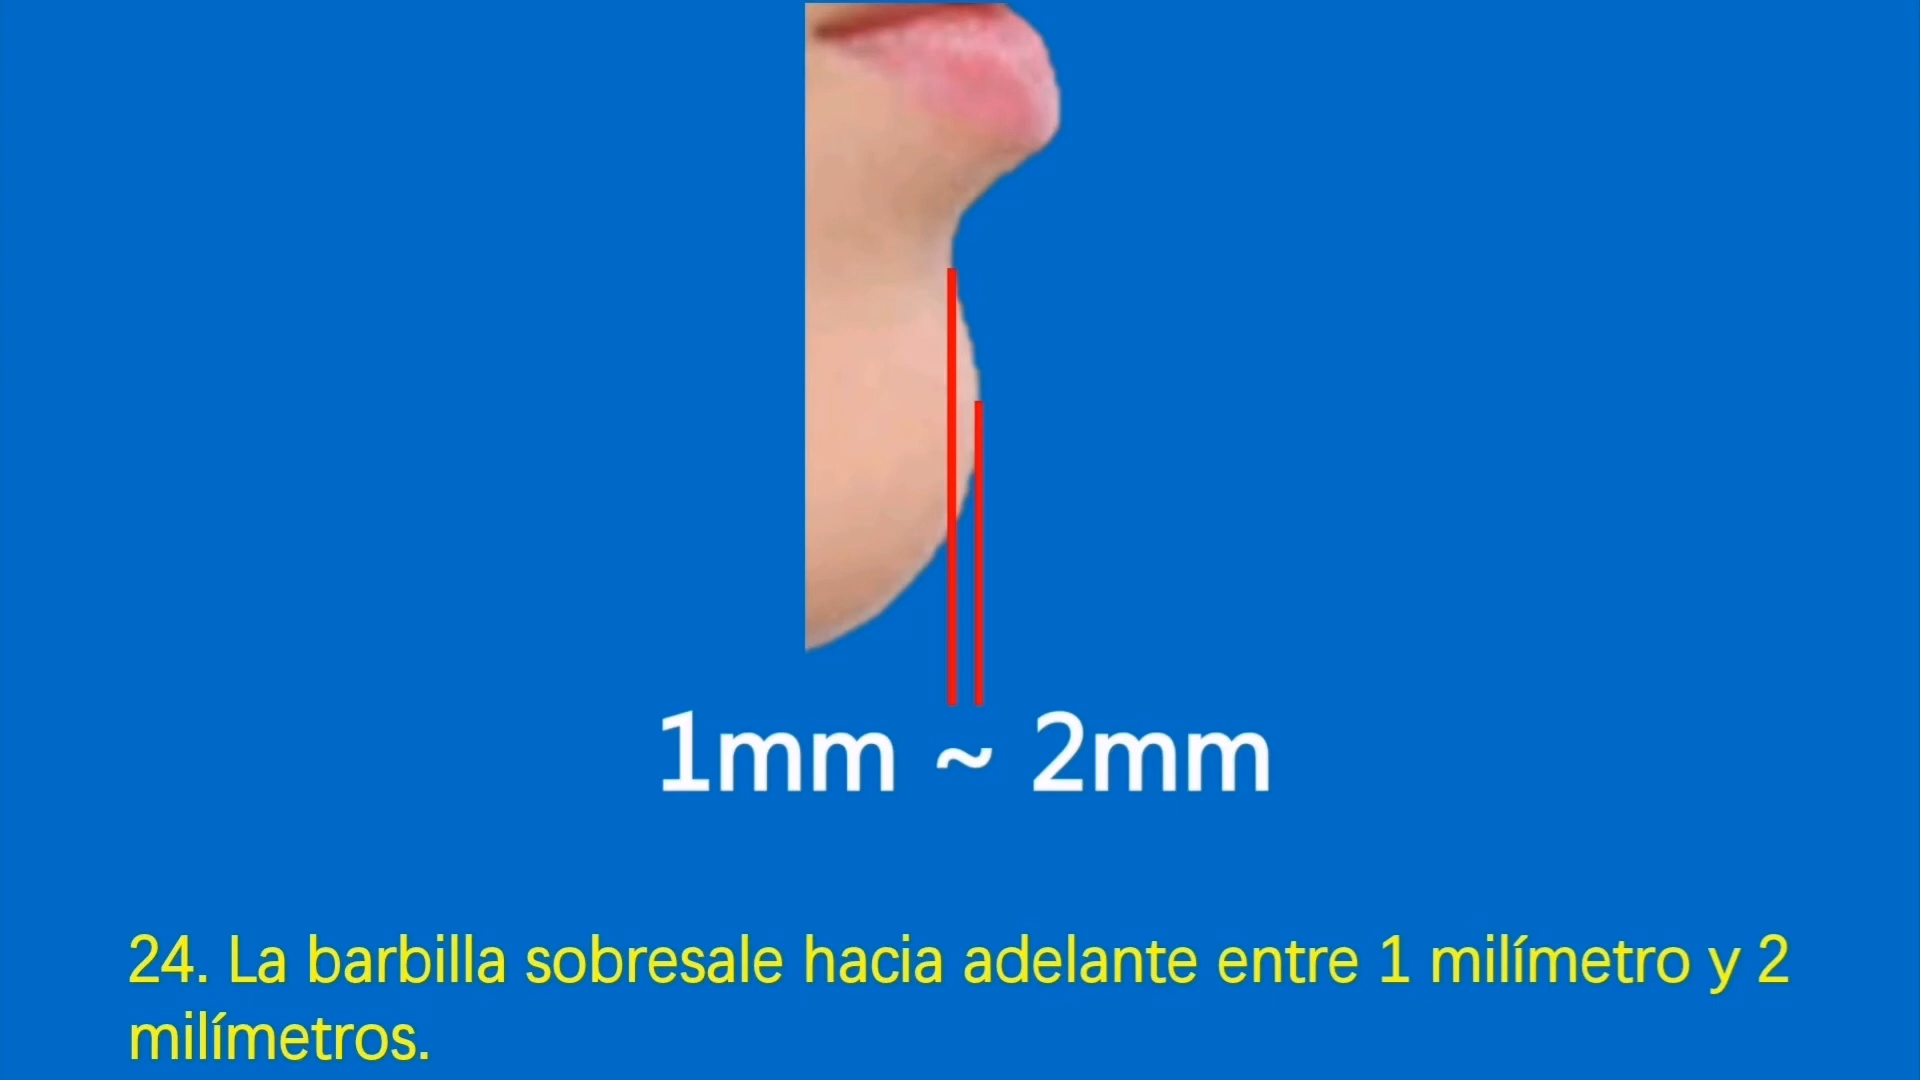 1mm ~ 2mm
24. La barbilla sobresale hacia adelante entre 1 milímetro y 2
milímetros.